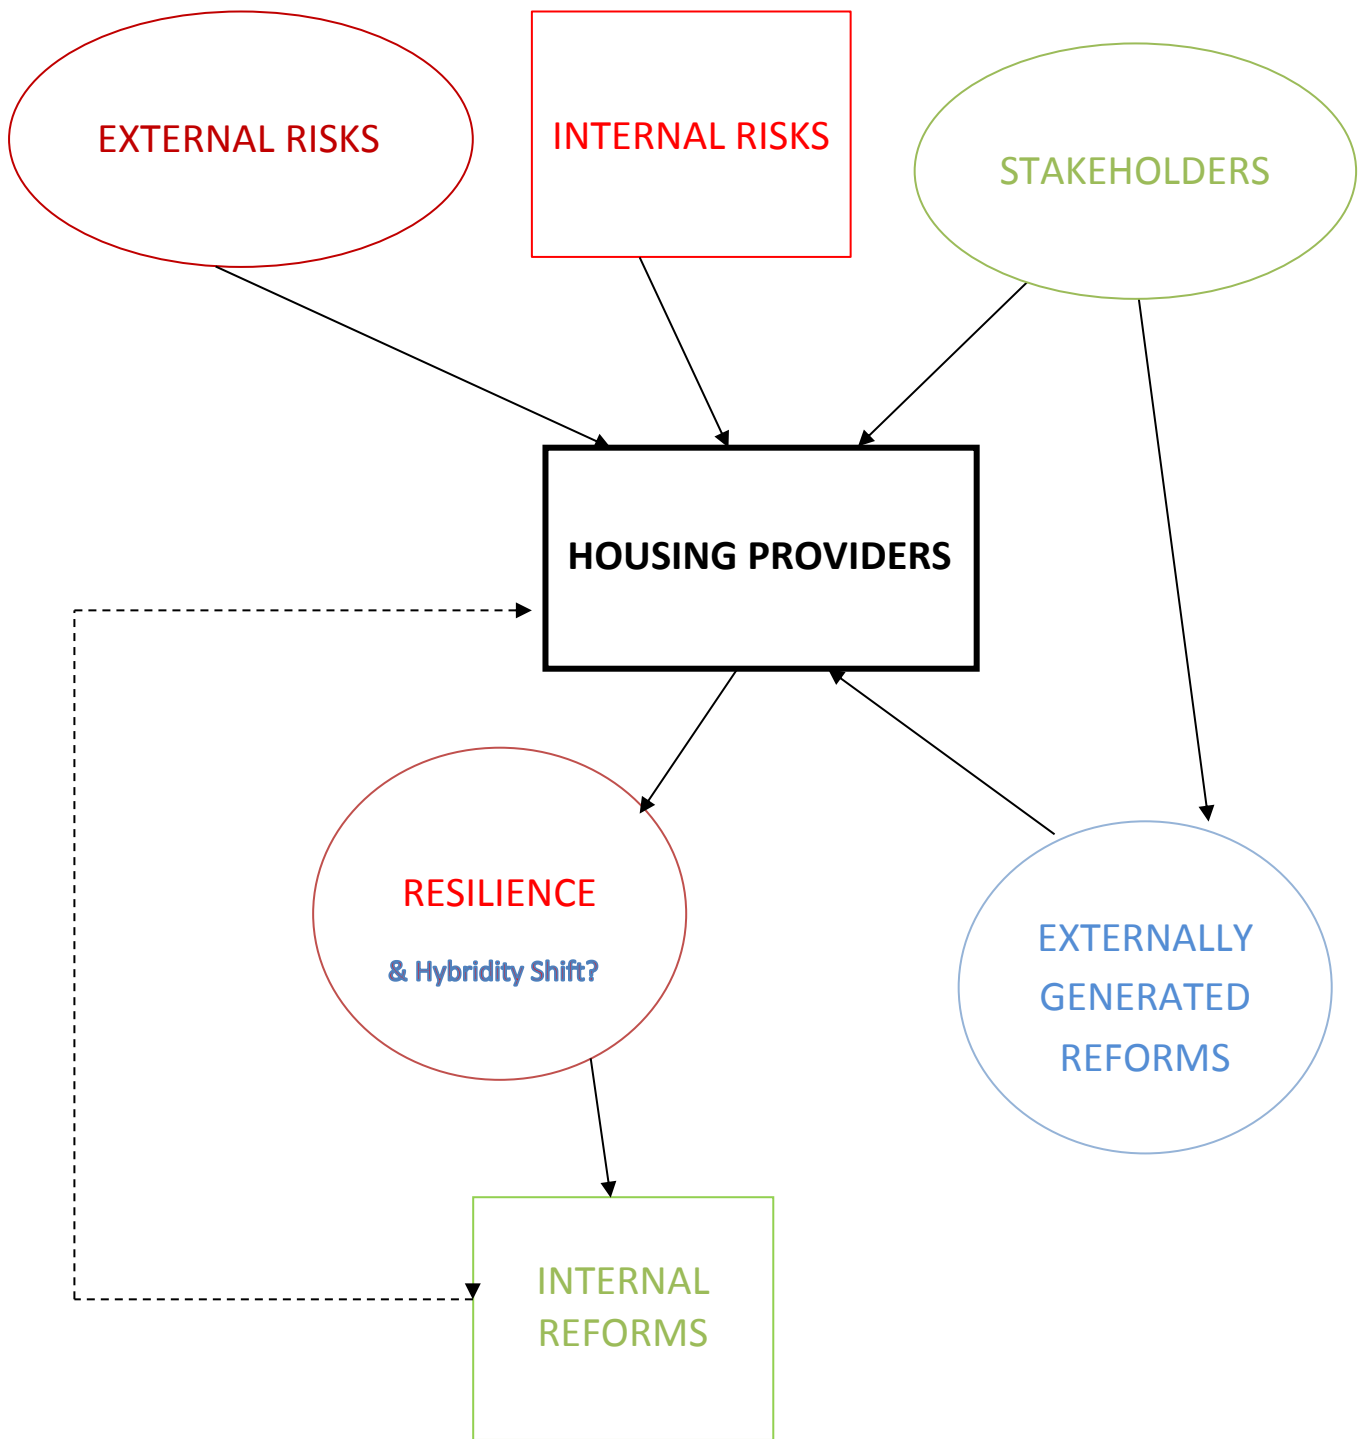 EXTERNAL RISKS
INTERNAL RISKS
STAKEHOLDERS
HOUSING PROVIDERS
RESILIENCE
& Hybridity Shift?
EXTERNALLY
GENERATED
REFORMS
INTERNAL
REFORMS